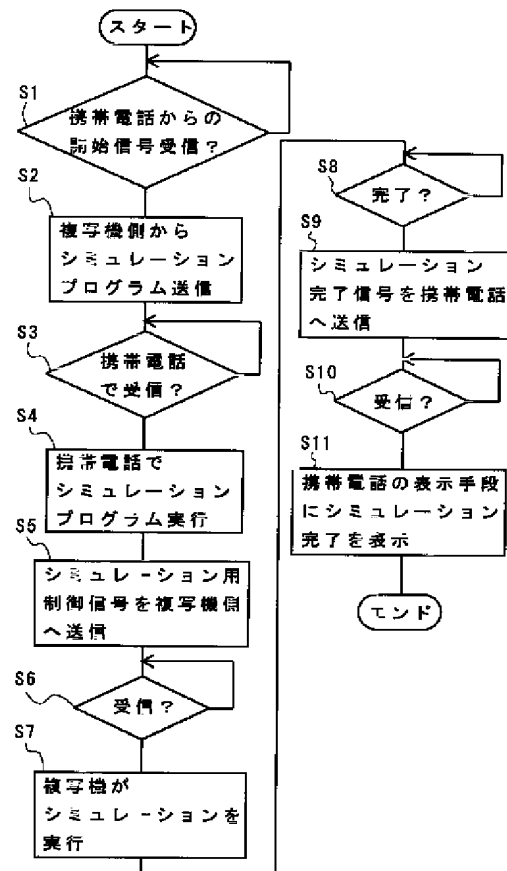 スタート
S1
携帯電話からの
開始信号受信？
S2
複写機側から
シミュレーション
プログラム送信
S3
携帯電話
で受信？
S4
携帯電話で
シミュレーション
プログラム実行
S5
シミュレーション用
制御信号を複写機側
へ送信
S6
受信？
S7
複写機が
シミュレーションを
実行
S8
完了？
S9
シミュレーション
完了信号を携帯電話
へ送信
S10
受信？
S11
携帯電話の表示手段
にシミュレーション
完了を表示
エンド